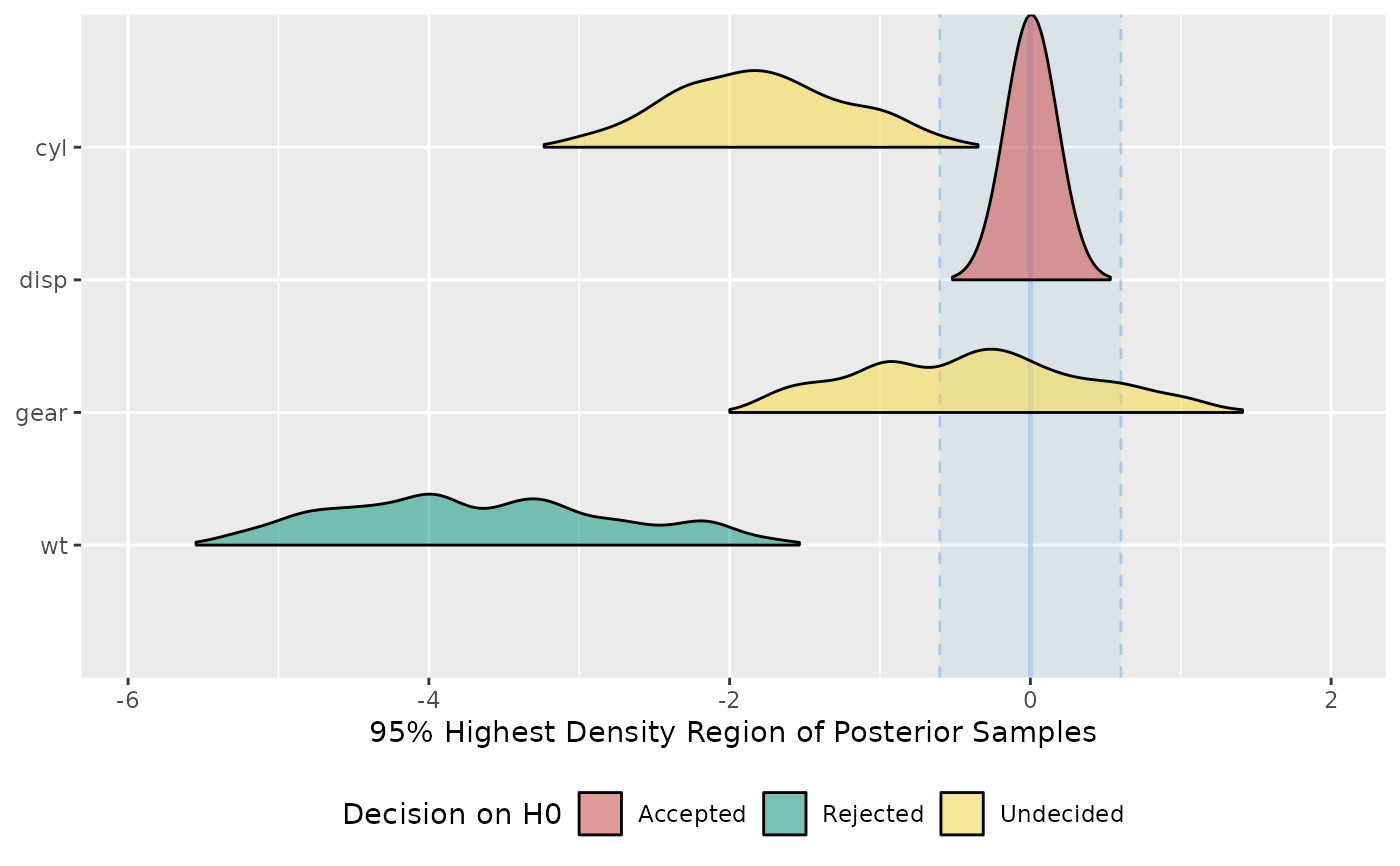 cyl
disp
gear
wt
-6 -4 -2 0 2
95% Highest Density Region of Posterior Samples
Decision on H0 Accepted Rejected Undecided